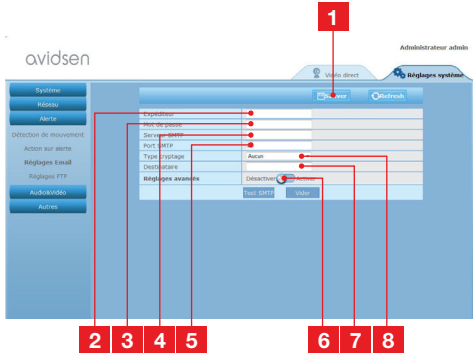 1
Administrateur admin
avidsen
Vidéo direct
Réglages système
Système
Réseau
Alerte
Détection de mouvement
Action sur alerte
Réglages Email
Réglages FTP
Audio&Vidéo
Autres
Refresh
Expéditeur
Mot de passe
Serveur SMTP
Port SMTP
Type cryptage
Aucun
Destinataire
Réglages avancés
Désactiver
Activer
Test SMTP
Vider
2 3 4 5 6 7 8